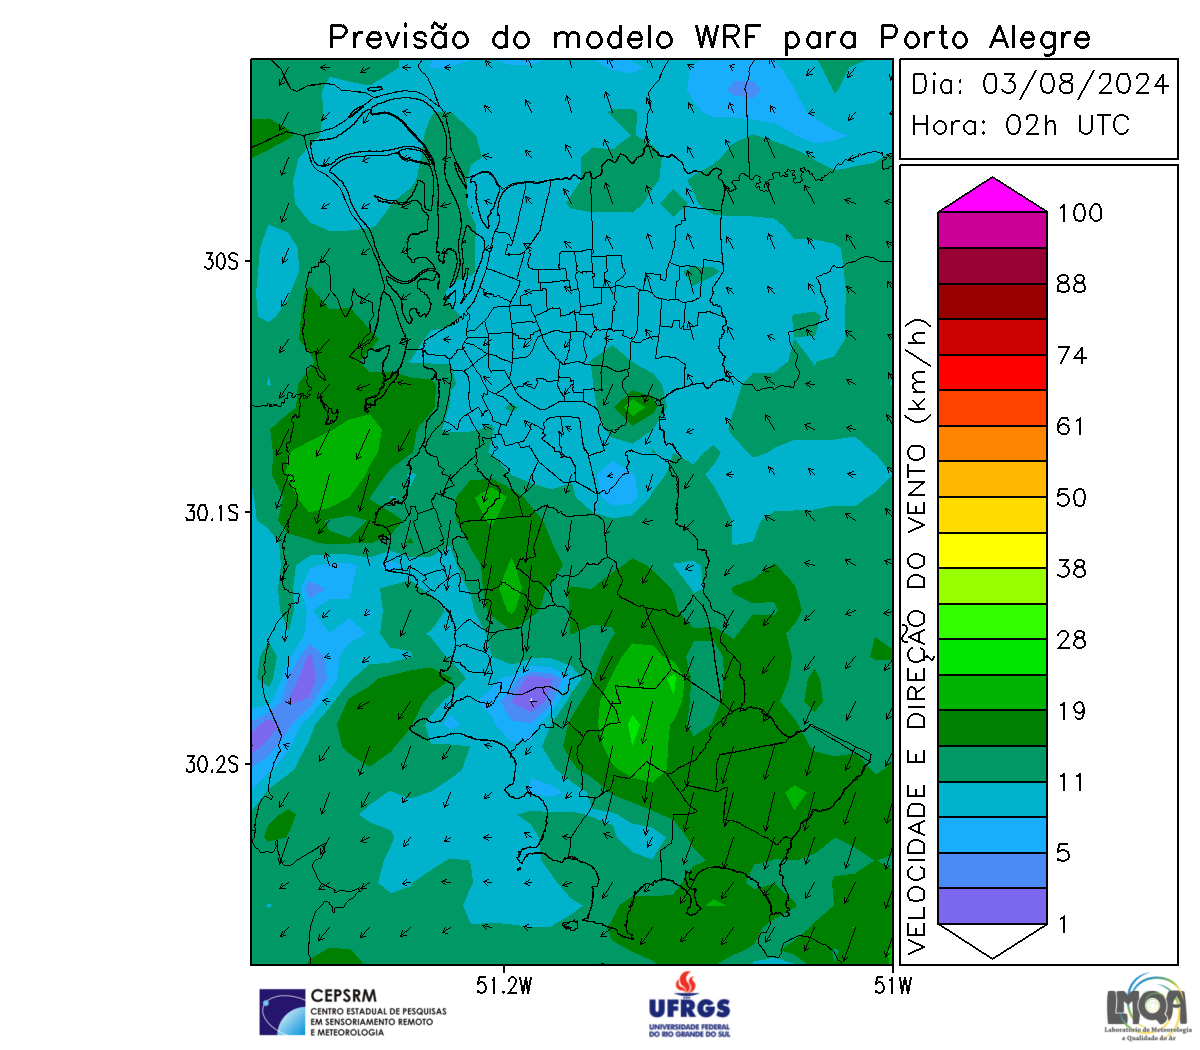 Previsão do modelo WRF para Porto Alegre
Dia: 03/08/2024
Hora: 02h UTC
30S
30.1S
30.2S
51.2W
51W
VELOCIDADE E DIREÇÃO DO VENTO (km/h)
100
88
74
61
50
38
28
19
11
5
1
CEPSRM
CENTRO ESTADUAL DE PESQUISAS
EM SENSORIAMENTO REMOTO
E METEOROLOGIA
UFRGS
UNIVERSIDADE FEDERAL
DO RIO GRANDE DO SUL
LMQA
Laboratório de Meteorologia
e Qualidade do Ar